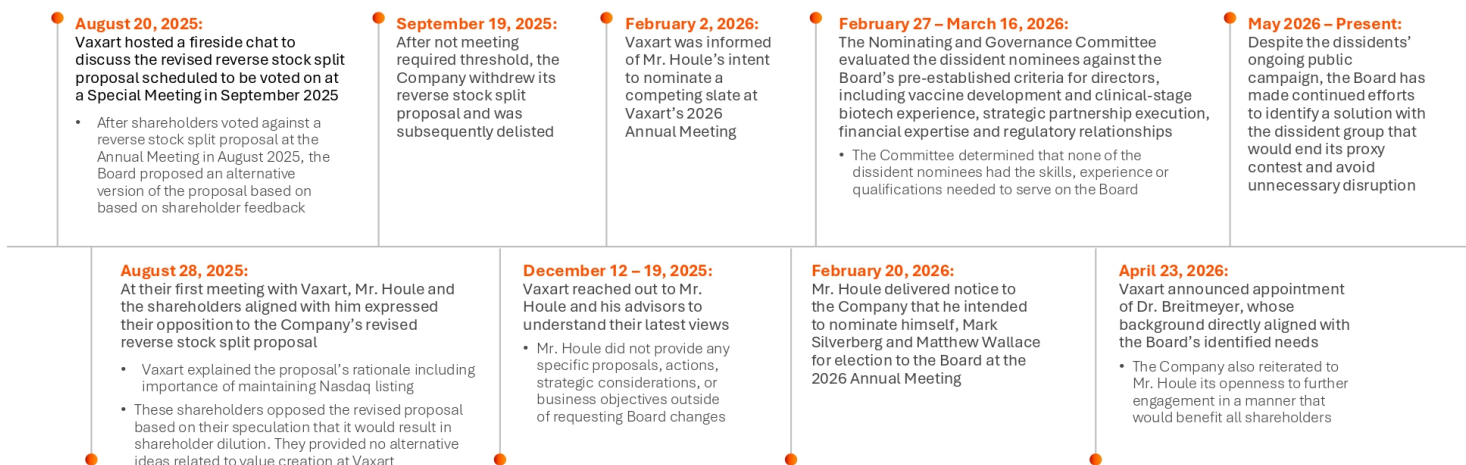 August 20, 2025:
Vaxart hosted a fireside chat to
discuss the revised reverse stock split
proposal scheduled to be voted on at
a Special Meeting in September 2025
• After shareholders voted against a
reverse stock split proposal at the
Annual Meeting in August 2025, the
Board proposed an alternative
version of the proposal based on
based on shareholder feedback
September 19, 2025:
After not meeting
required threshold, the
Company withdrew its
reverse stock split
proposal and was
subsequently delisted
February 2, 2026:
Vaxart was informed
of Mr. Houle's intent
to nominate a
competing slate at
Vaxart's 2026
Annual Meeting
February 27 – March 16, 2026:
The Nominating and Governance Committee
evaluated the dissident nominees against the
Board's pre-established criteria for directors,
including vaccine development and clinical-stage
biotech experience, strategic partnership execution,
financial expertise and regulatory relationships
• The Committee determined that none of the
dissident nominees had the skills, experience or
qualifications needed to serve on the Board
May 2026 – Present:
Despite the dissidents'
ongoing public
campaign, the Board has
made continued efforts
to identify a solution with
the dissident group that
would end its proxy
contest and avoid
unnecessary disruption
August 28, 2025:
At their first meeting with Vaxart, Mr. Houle and
the shareholders aligned with him expressed
their opposition to the Company's revised
reverse stock split proposal
• Vaxart explained the proposal's rationale including
importance of maintaining Nasdaq listing
• These shareholders opposed the revised proposal
based on their speculation that it would result in
shareholder dilution. They provided no alternative
ideas related to value creation at Vaxart
December 12 – 19, 2025:
Vaxart reached out to Mr.
Houle and his advisors to
understand their latest views
• Mr. Houle did not provide any
specific proposals, actions,
strategic considerations, or
business objectives outside
of requesting Board changes
February 20, 2026:
Mr. Houle delivered notice to
the Company that he intended
to nominate himself, Mark
Silverberg and Matthew Wallace
for election to the Board at the
2026 Annual Meeting
April 23, 2026:
Vaxart announced appointment
of Dr. Breitmeyer, whose
background directly aligned with
the Board's identified needs
• The Company also reiterated to
Mr. Houle its openness to further
engagement in a manner that
would benefit all shareholders